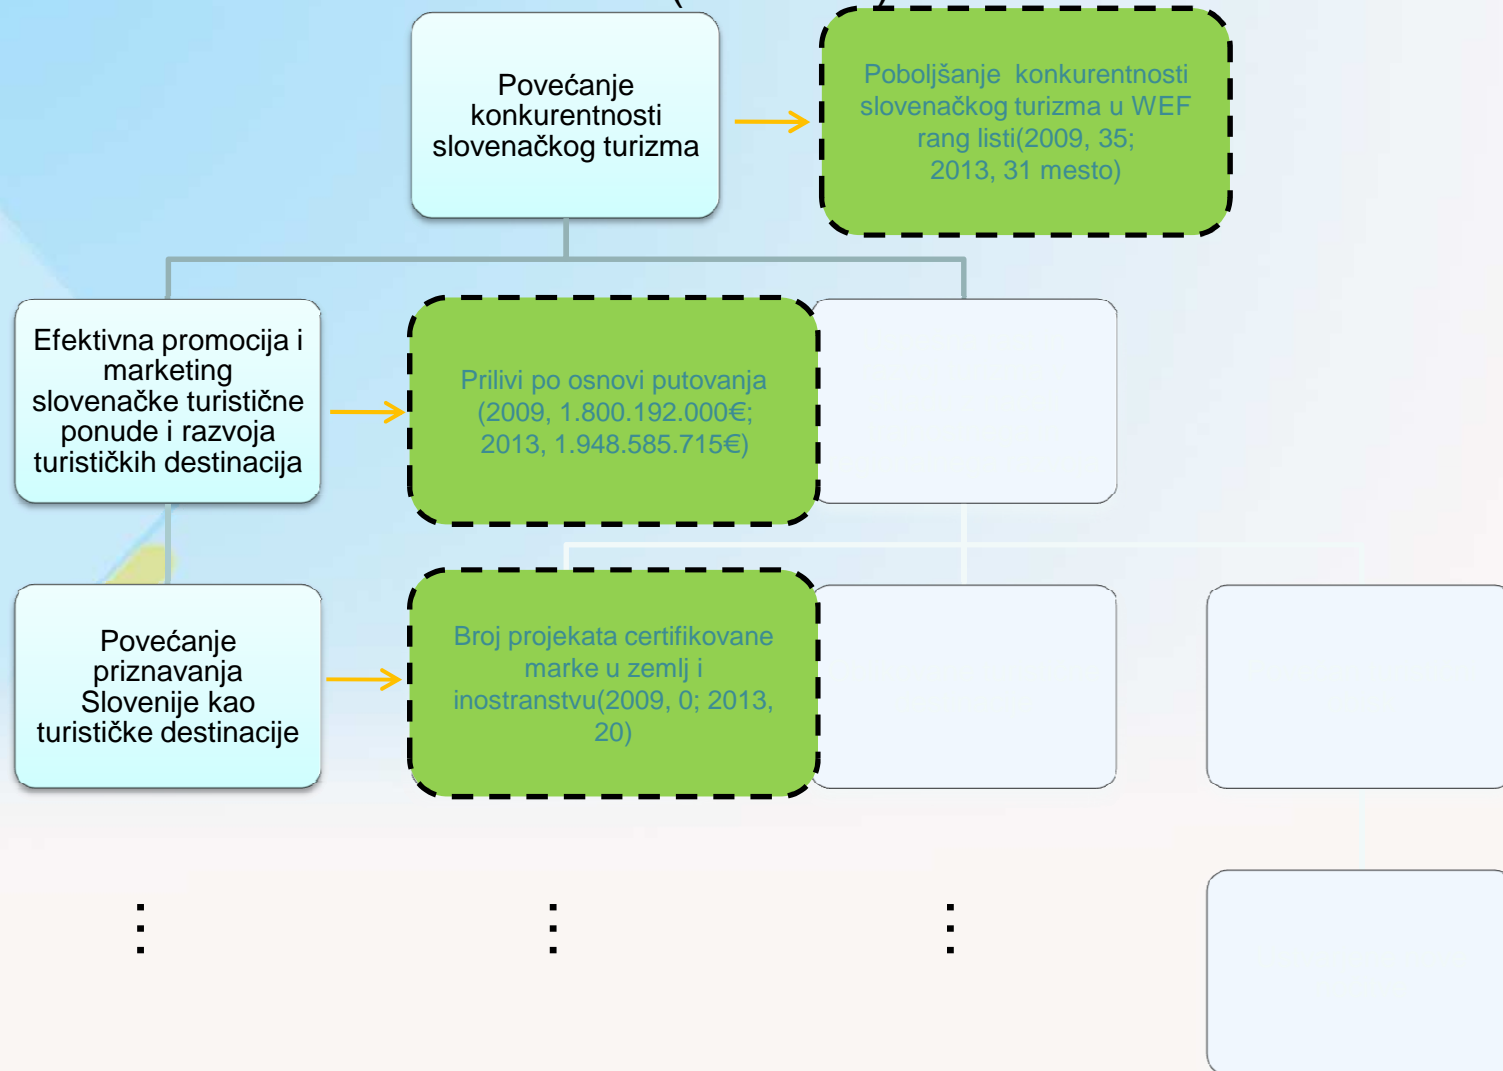 Povećanje
konkurentnosti
slovenačkog turizma
Poboljšanje  konkurentnosti
slovenačkog turizma u WEF
rang listi(2009, 35;
2013, 31 mesto)
Efektivna promocija i
marketing
slovenačke turistične
ponude i razvoja
turističkih destinacija
Prilivi po osnovi putovanja
(2009, 1.800.192.000€;
2013, 1.948.585.715€)
Povećanje
priznavanja
Slovenije kao
turističke destinacije
Broj projekata certifikovane
marke u zemlj i
inostranstvu(2009, 0; 2013,
20)